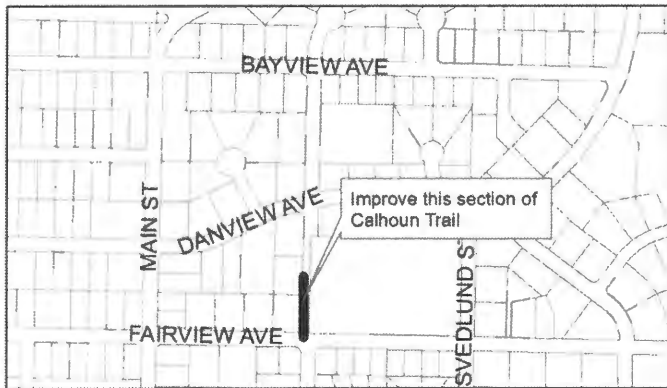 BAYVIEW AVE
MAIN ST
DANVIEW AVE
Improve this section of
Calhoun Trail
SVEDLUND S
FAIRVIEW AVE